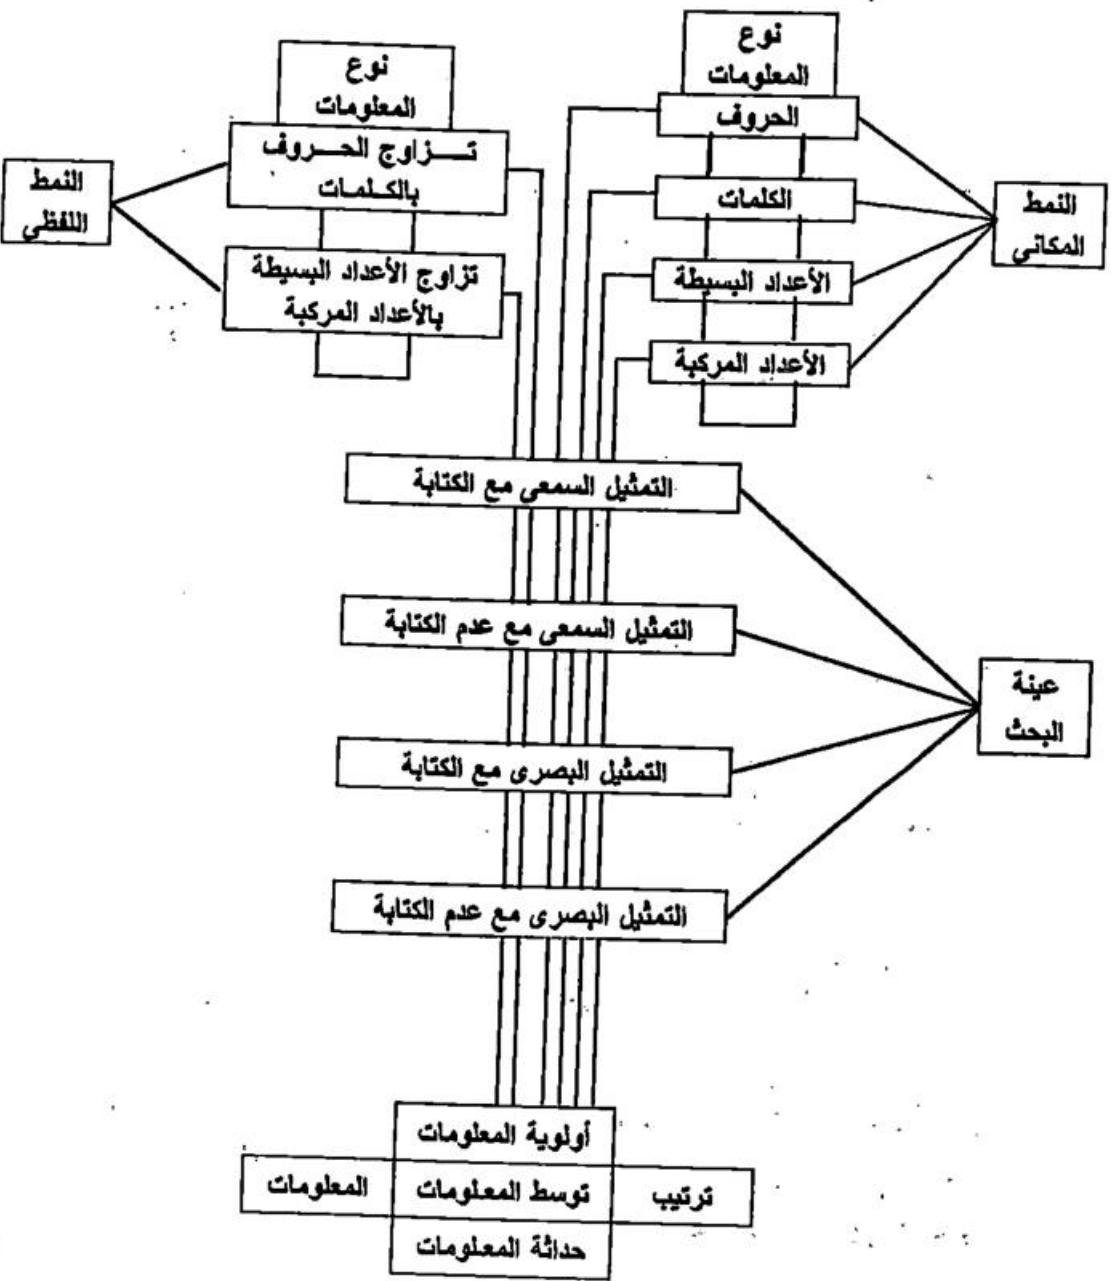 نوع
المعلومات
الحروف
الكلمات
الأعداد البسيطة
الأعداد المركبة
النمط
المكاني
نوع
المعلومات
تـــزاوج الحـــروف
بالكـلمـات
تزاوج الأعداد البسيطة
بالأعداد المركبة
النمط
اللفظي
التمثيل السمعى مع الكتابة
التمثيل السمعى مع عدم الكتابة
التمثيل البصرى مع الكتابة
التمثيل البصرى مع عدم الكتابة
عينة
البحث
أولوية المعلومات
ترتيب توسط المعلومات المعلومات
حداثة المعلومات